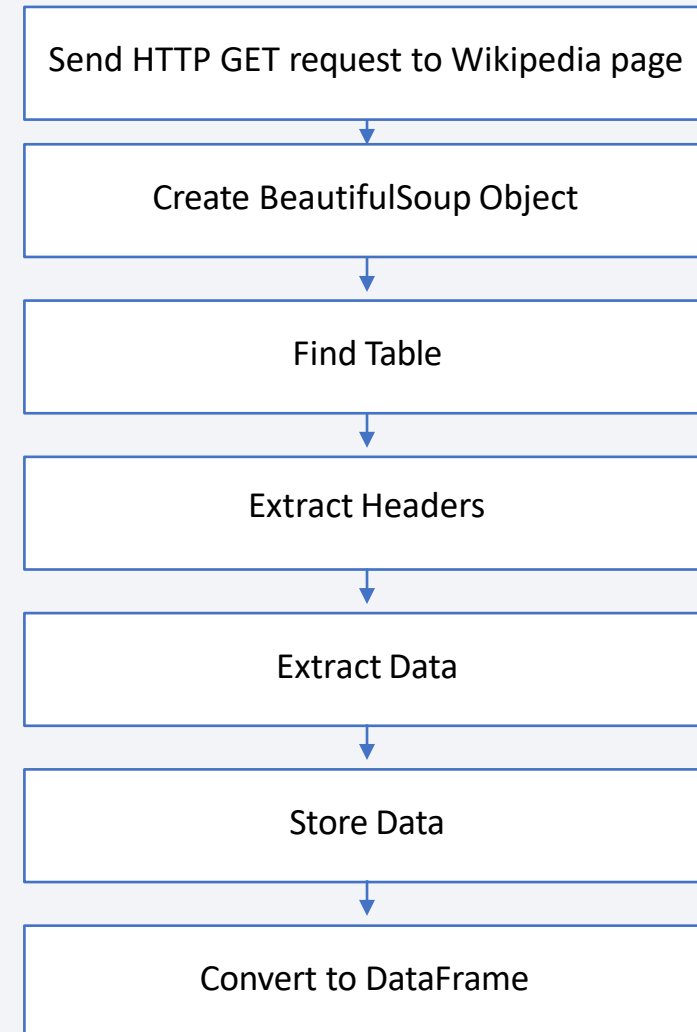 Send HTTP GET request to Wikipedia page
Create BeautifulSoup Object
Find Table
Extract Headers
Extract Data
Store Data
Convert to DataFrame